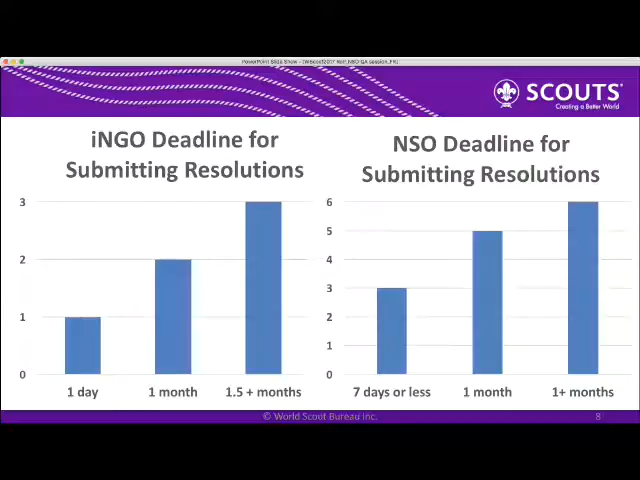 SCOUTS
Creating a Better World
iNGO Deadline for
Submitting Resolutions
3
2
1
0
1 day
1 month
1.5 + months
NSO Deadline for
Submitting Resolutions
6
5
4
3
2
1
0
7 days or less
1 month
1+ months
© World Scout Bureau Inc.
8